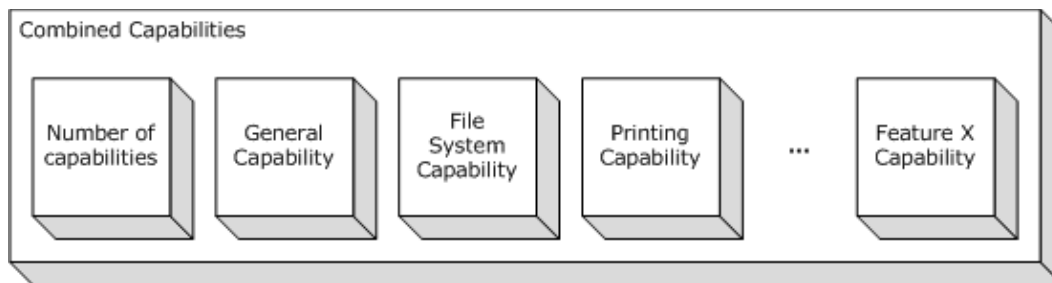 Combined Capabilities
Number of
capabilities
General
Capability
File
System
Capability
Printing
Capability
...
Feature X
Capability